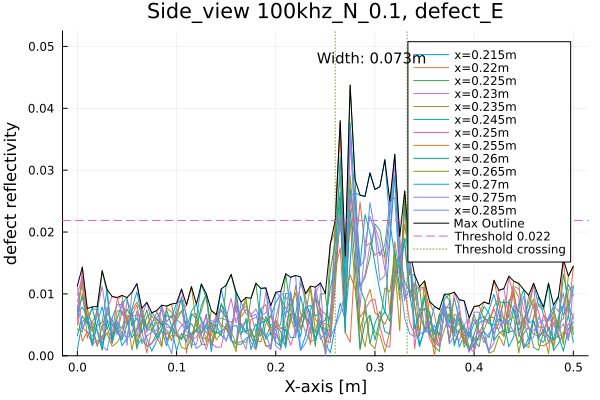 Side_view 100khz_N_0.1, defect_E
Width: 0.073m
x=0.215m
x=0.22m
x=0.225m
x=0.23m
x=0.235m
x=0.245m
x=0.25m
x=0.255m
x=0.26m
x=0.265m
x=0.27m
x=0.275m
x=0.285m
Max Outline
Threshold 0.022
Threshold crossing
defect reflectivity
0.05
0.04
0.03
0.02
0.01
0.00
0.0
0.1
0.2
0.3
0.4
0.5
X-axis [m]